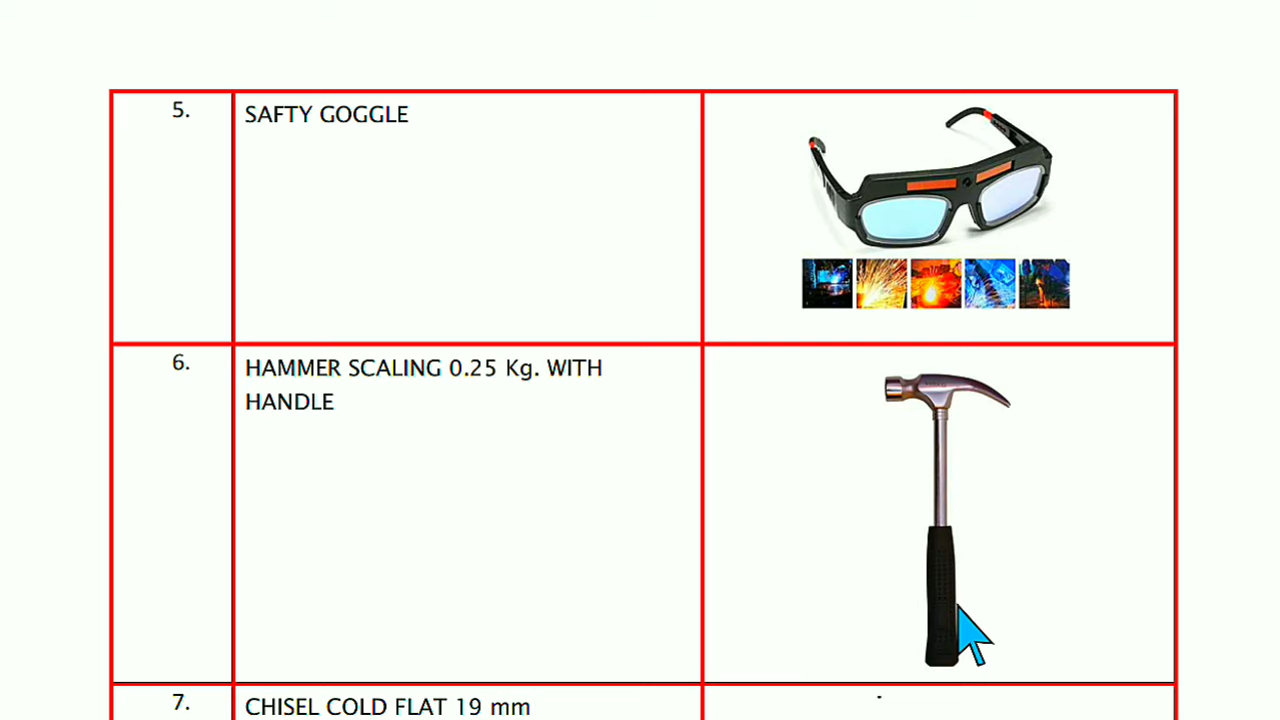 5.
SAFTY GOGGLE
6.
HAMMER SCALING 0.25 Kg. WITH
HANDLE
7.
CHISEL COLD FLAT 19 mm